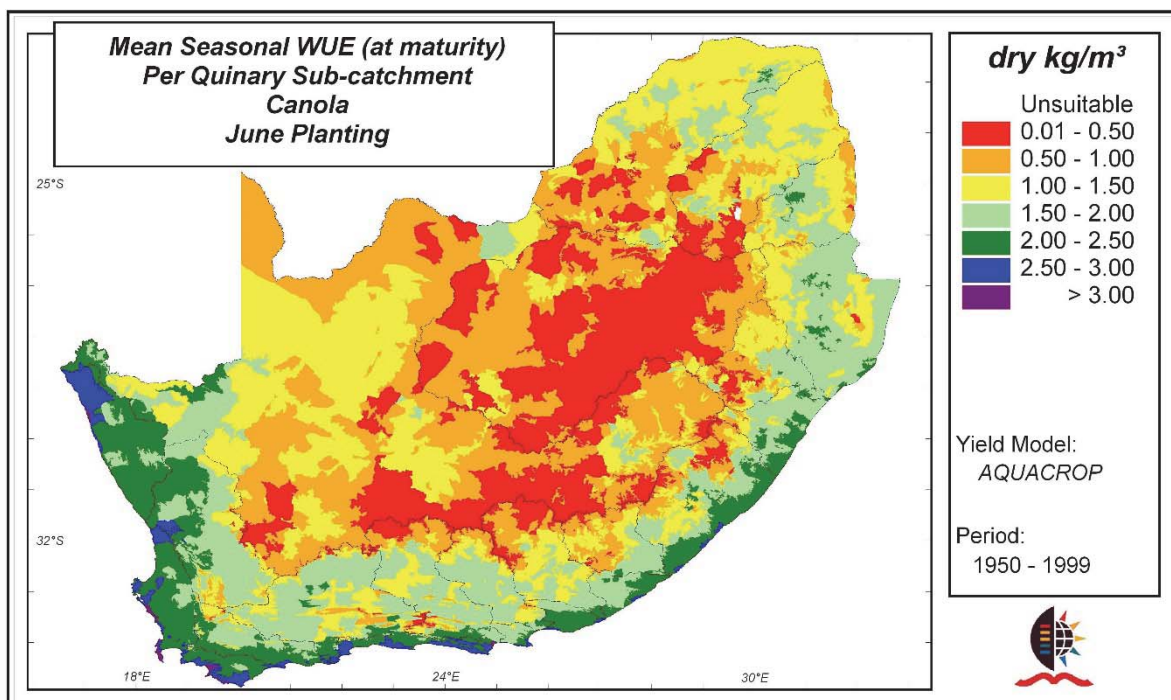 Mean Seasonal WUE (at maturity)
Per Quinary Sub-catchment
Canola
June Planting
dry kg/m³
Unsuitable
0.01 - 0.50
0.50 - 1.00
1.00 - 1.50
1.50 - 2.00
2.00 - 2.50
2.50 - 3.00
> 3.00
Yield Model:
AQUACROP
Period:
1950 - 1999
25°S
32°S
18°E
24°E
30°E